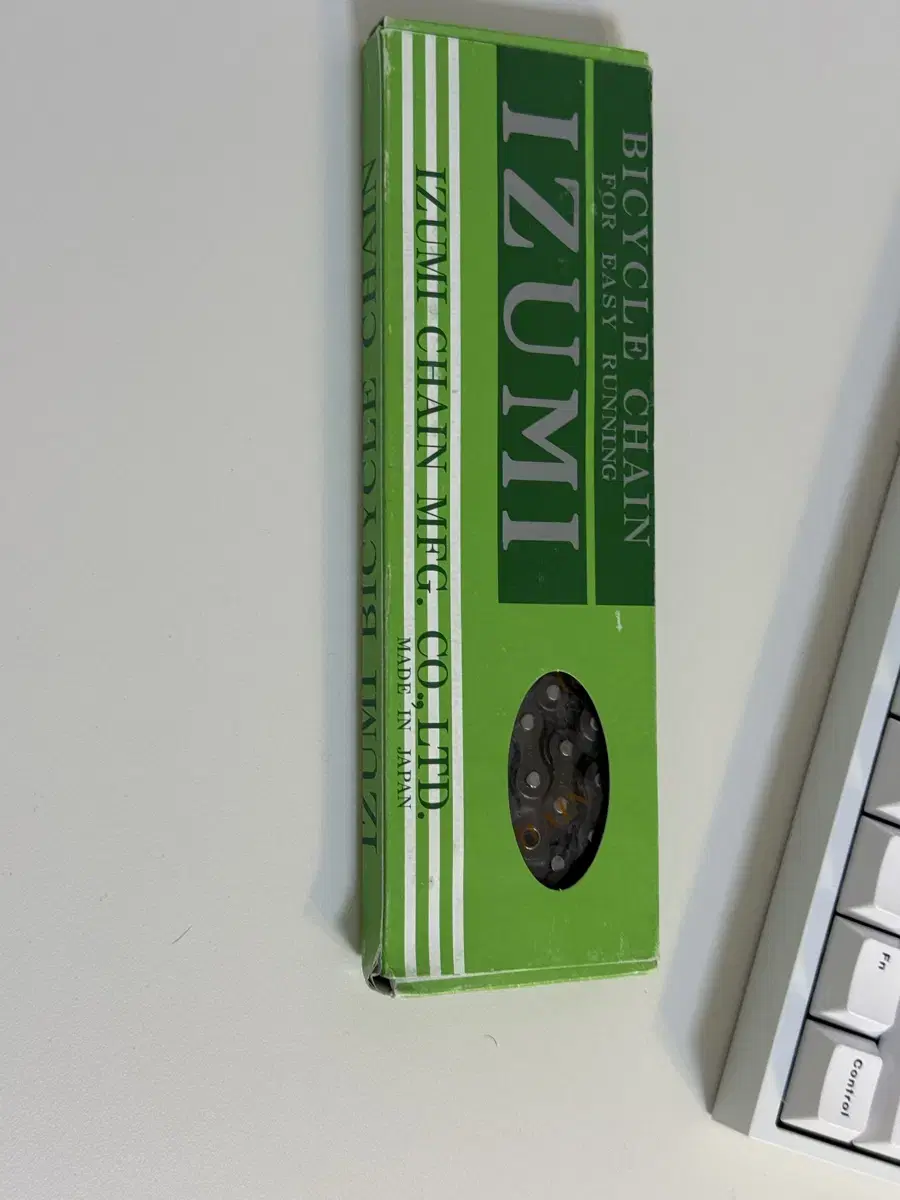 BICYCLE CHAIN
FOR EASY RUNNING
IZUMI
IZUMI CHAIN MFG. CO.,LTD.
MADE IN JAPAN
IZUMI BICYCLE CHAIN
Fn
Control